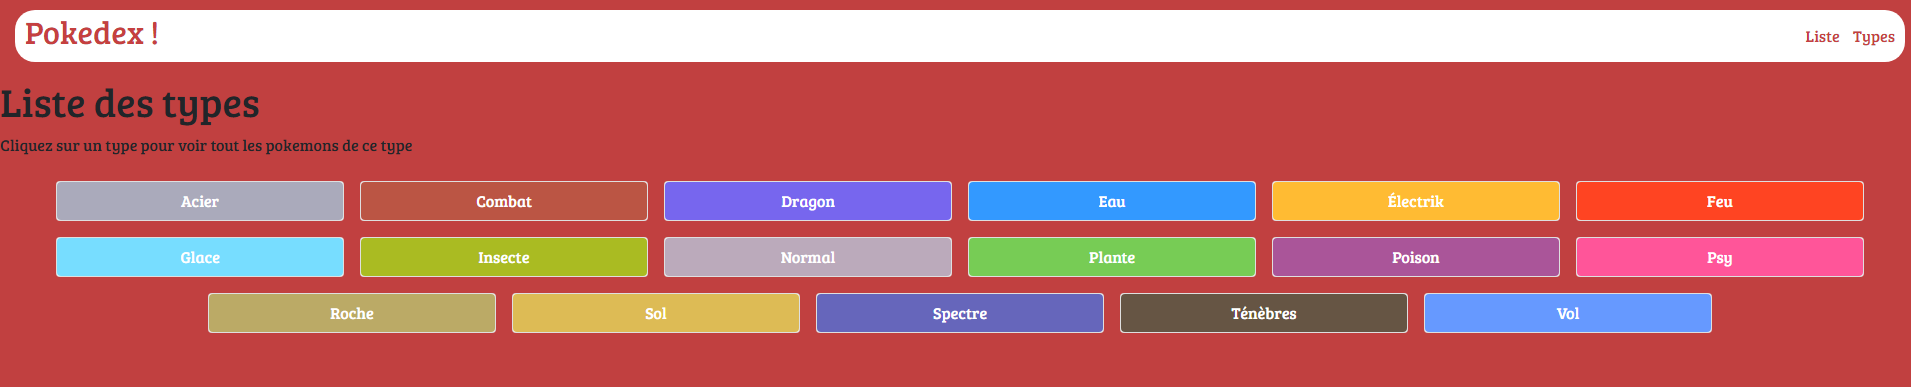 Pokedex !
Liste Types
Liste des types
Cliquez sur un type pour voir tout les pokemons de ce type
Acier Combat Dragon Eau Électrik Feu
Glace Insecte Normal Plante Poison Psy
Roche Sol Spectre Ténèbres Vol